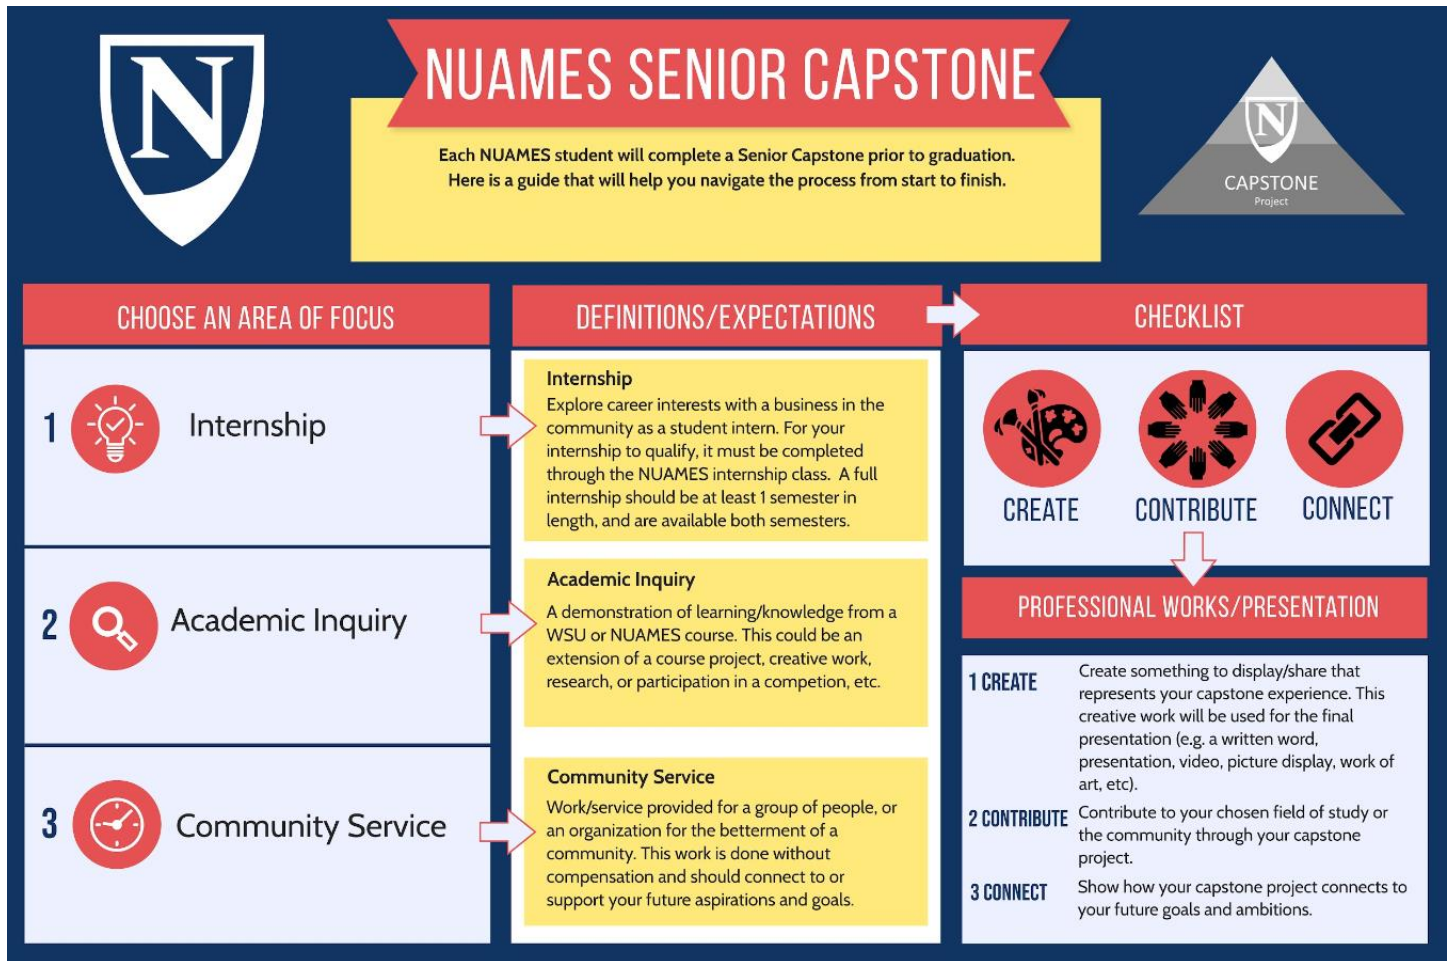 N
NUAMES SENIOR CAPSTONE
Each NUAMES student will complete a Senior Capstone prior to graduation.
Here is a guide that will help you navigate the process from start to finish.
N
CAPSTONE
Project
CHOOSE AN AREA OF FOCUS
1 Internship
2 Academic Inquiry
3 Community Service
DEFINITIONS/EXPECTATIONS
Internship
Explore career interests with a business in the
community as a student intern. For your
internship to qualify, it must be completed
through the NUAMES internship class. A full
internship should be at least 1 semester in
length, and are available both semesters.
Academic Inquiry
A demonstration of learning/knowledge from a
WSU or NUAMES course. This could be an
extension of a course project, creative work,
research, or participation in a competion, etc.
Community Service
Work/service provided for a group of people, or
an organization for the betterment of a
community. This work is done without
compensation and should connect to or
support your future aspirations and goals.
CHECKLIST
CREATE CONTRIBUTE CONNECT
PROFESSIONAL WORKS/PRESENTATION
1 CREATE
Create something to display/share that
represents your capstone experience. This
creative work will be used for the final
presentation (e.g. a written word,
presentation, video, picture display, work of
art, etc).
2 CONTRIBUTE
Contribute to your chosen field of study or
the community through your capstone
project.
3 CONNECT
Show how your capstone project connects to
your future goals and ambitions.